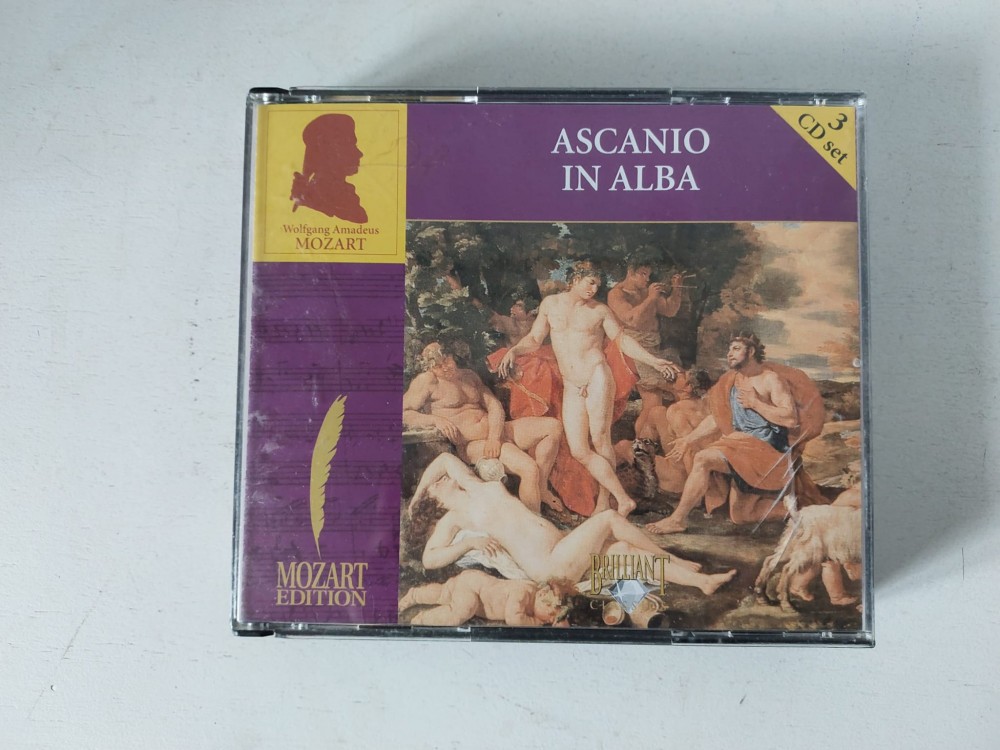 Wolfgang Amadeus
MOZART
ASCANIO
IN ALBA
3
CD set
MOZART
EDITION
BRILLIANT